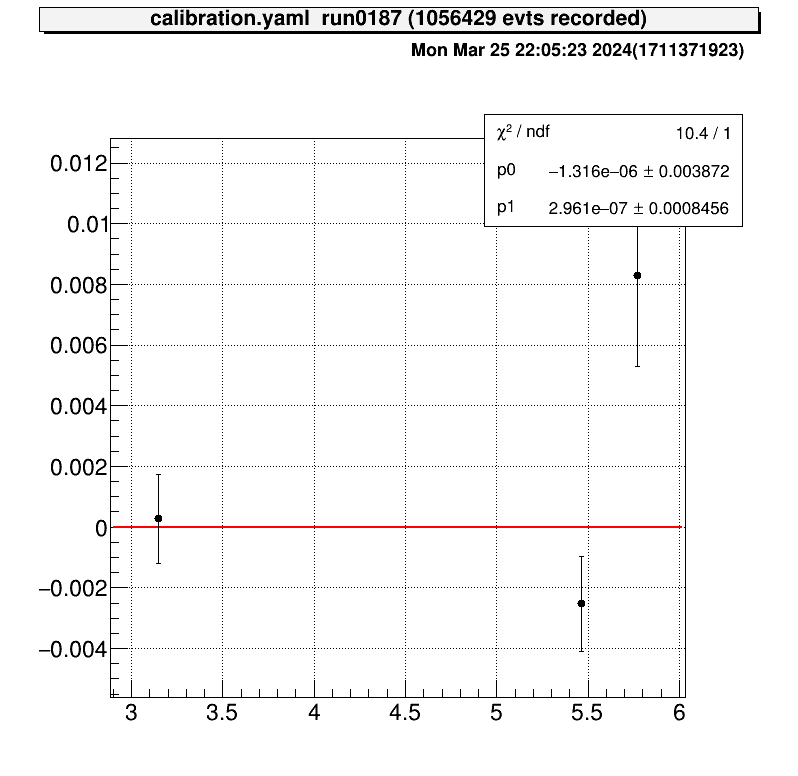 calibration.yaml  run0187 (1056429 evts recorded)
Mon Mar 25 22:05:23 2024(1711371923)
χ² / ndf 10.4 / 1
p0 −1.316e−06 ± 0.003872
p1 2.961e−07 ± 0.0008456
0.012
0.01
0.008
0.006
0.004
0.002
0
−0.002
−0.004
3 3.5 4 4.5 5 5.5 6